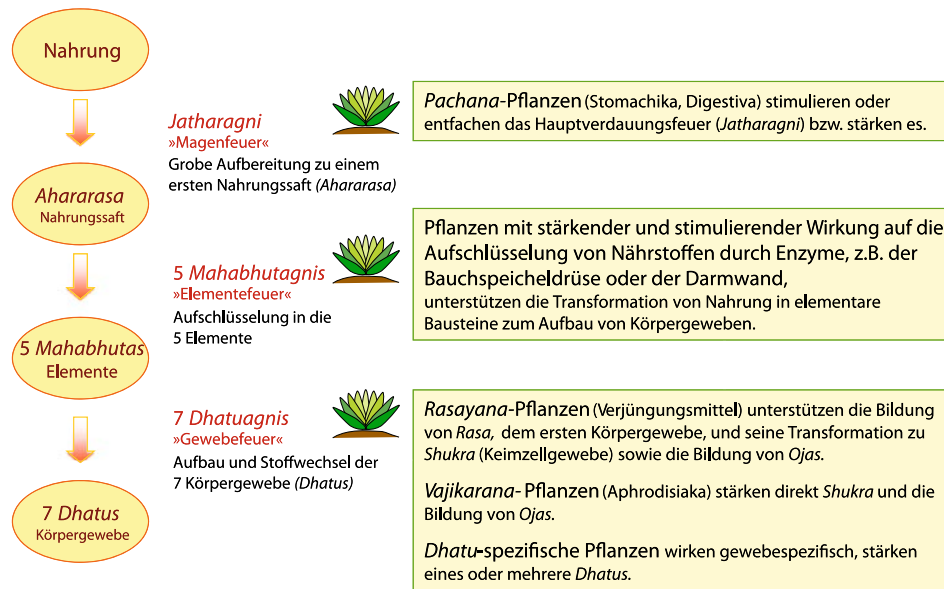 Nahrung
Jatharagni
»Magenfeuer«
Grobe Aufbereitung zu einem
ersten Nahrungssaft (Ahararasa)
Pachana-Pflanzen (Stomachika, Digestiva) stimulieren oder
entfachen das Hauptverdauungsfeuer (Jatharagni) bzw. stärken es.
Ahararasa
Nahrungssaft
5 Mahabhutagnis
»Elementefeuer«
Aufschlüsselung in die
5 Elemente
Pflanzen mit stärkender und stimulierender Wirkung auf die
Aufschlüsselung von Nährstoffen durch Enzyme, z.B. der
Bauchspeicheldrüse oder der Darmwand,
unterstützen die Transformation von Nahrung in elementare
Bausteine zum Aufbau von Körpergeweben.
5 Mahabhutas
Elemente
7 Dhatuagnis
»Gewebefeuer«
Aufbau und Stoffwechsel der
7 Körpergewebe (Dhatus)
Rasayana-Pflanzen (Verjüngungsmittel) unterstützen die Bildung
von Rasa, dem ersten Körpergewebe, und seine Transformation zu
Shukra (Keimzellgewebe) sowie die Bildung von Ojas.
Vajikarana- Pflanzen (Aphrodisiaka) stärken direkt Shukra und die
Bildung von Ojas.
Dhatu-spezifische Pflanzen wirken gewebespezifisch, stärken
eines oder mehrere Dhatus.
7 Dhatus
Körpergewebe